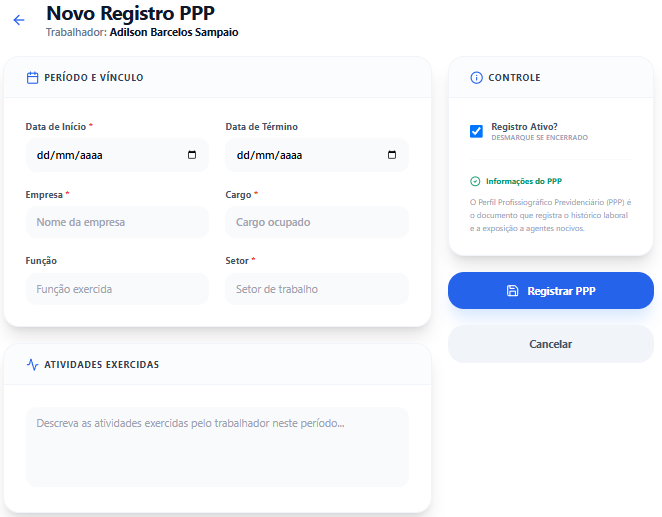 Novo Registro PPP
Trabalhador: Adilson Barcelos Sampaio
PERÍODO E VÍNCULO
Data de Início *
Data de Término
dd/mm/aaaa
dd/mm/aaaa
Empresa *
Cargo *
Nome da empresa
Cargo ocupado
Função
Setor *
Função exercida
Setor de trabalho
ATIVIDADES EXERCIDAS
Descreva as atividades exercidas pelo trabalhador neste período...
CONTROLE
Registro Ativo?
DESMARQUE SE ENCERRADO
Informações do PPP
O Perfil Profissiográfico Previdenciário (PPP) é
o documento que registra o histórico laboral
e a exposição a agentes nocivos.
Registrar PPP
Cancelar